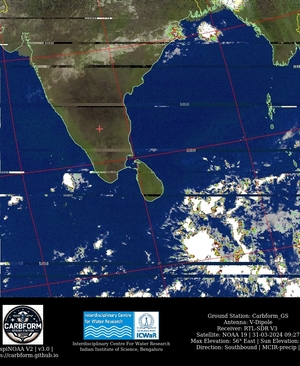 CARBFORM
spiNOAA V2 | v3.0 |
s://carbform.github.io
Interdisciplinary Centre
for Water Research
ICWaR
Interdisciplinary Centre For Water Research
Indian Institute of Science, Bengaluru
Ground Station: Carbform_GS
Antenna: V-Dipole
Receiver: RTL-SDR V3
Satellite: NOAA 19 | 31-03-2024 09:27
Max Elevation: 56° East | Sun Elevation:
Direction: Southbound | MCIR-precip |